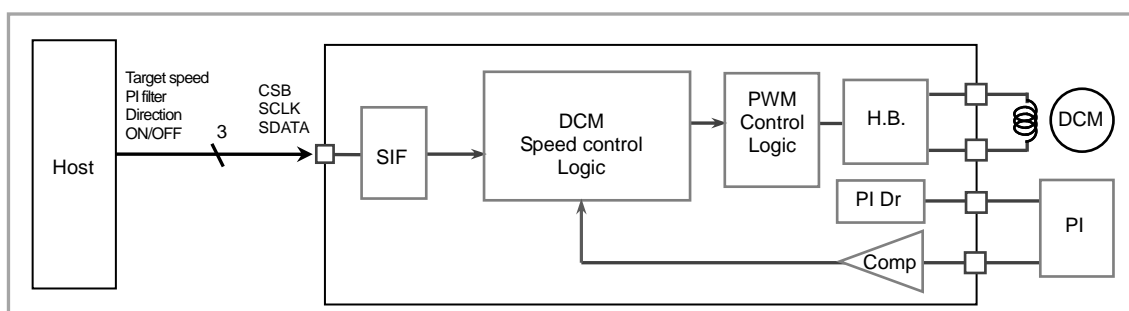 Host
Target speed
PI filter
Direction
ON/OFF
3
CSB
SCLK
SDATA
SIF
DCM
Speed control
Logic
PWM
Control
Logic
H.B.
DCM
PI Dr
PI
Comp